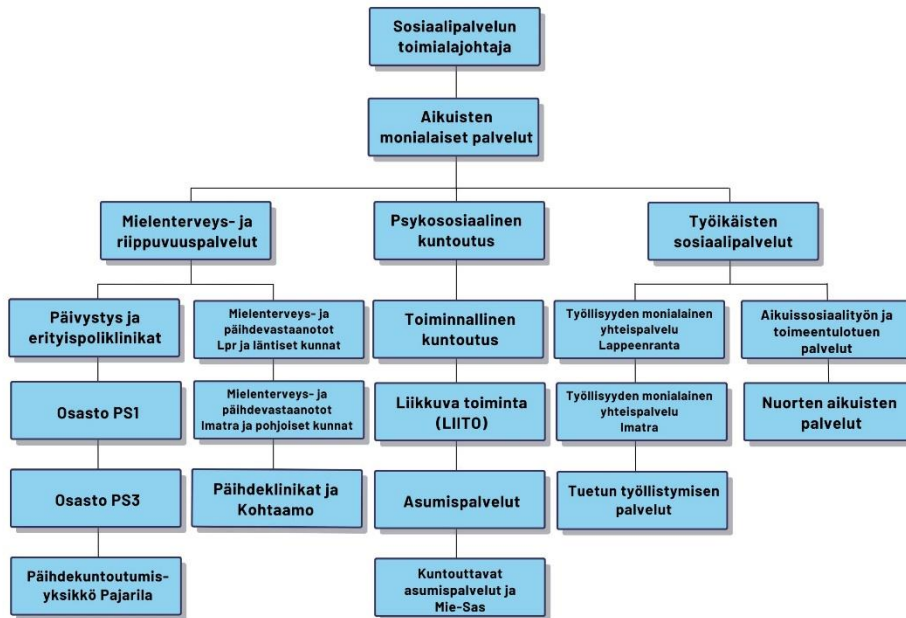 Sosiaalipalvelun
toimialajohtaja
Aikuisten
monialaiset palvelut
Mielenterveys- ja
riippuvuuspalvelut
Psykososiaalinen
kuntoutus
Työikäisten
sosiaalipalvelut
Päivystys ja
erityispoliklinikat
Mielenterveys- ja
päihdevastaanotot
Lpr ja läntiset kunnat
Toiminnallinen
kuntoutus
Työllisyyden monialainen
yhteispalvelu
Lappeenranta
Aikuissosiaalityön ja
toimeentulotuen
palvelut
Osasto PS1
Mielenterveys- ja
päihdevastaanotot
Imatra ja pohjoiset kunnat
Liikkuva toiminta
(LIITO)
Työllisyyden monialainen
yhteispalvelu
Imatra
Nuorten aikuisten
palvelut
Osasto PS3
Päihdeklinikat ja
Kohtaamo
Asumispalvelut
Tuetun työllistymisen
palvelut
Päihdekuntoutumis-
yksikkö Pajarila
Kuntouttavat
asumispalvelut ja
Mie-Sas